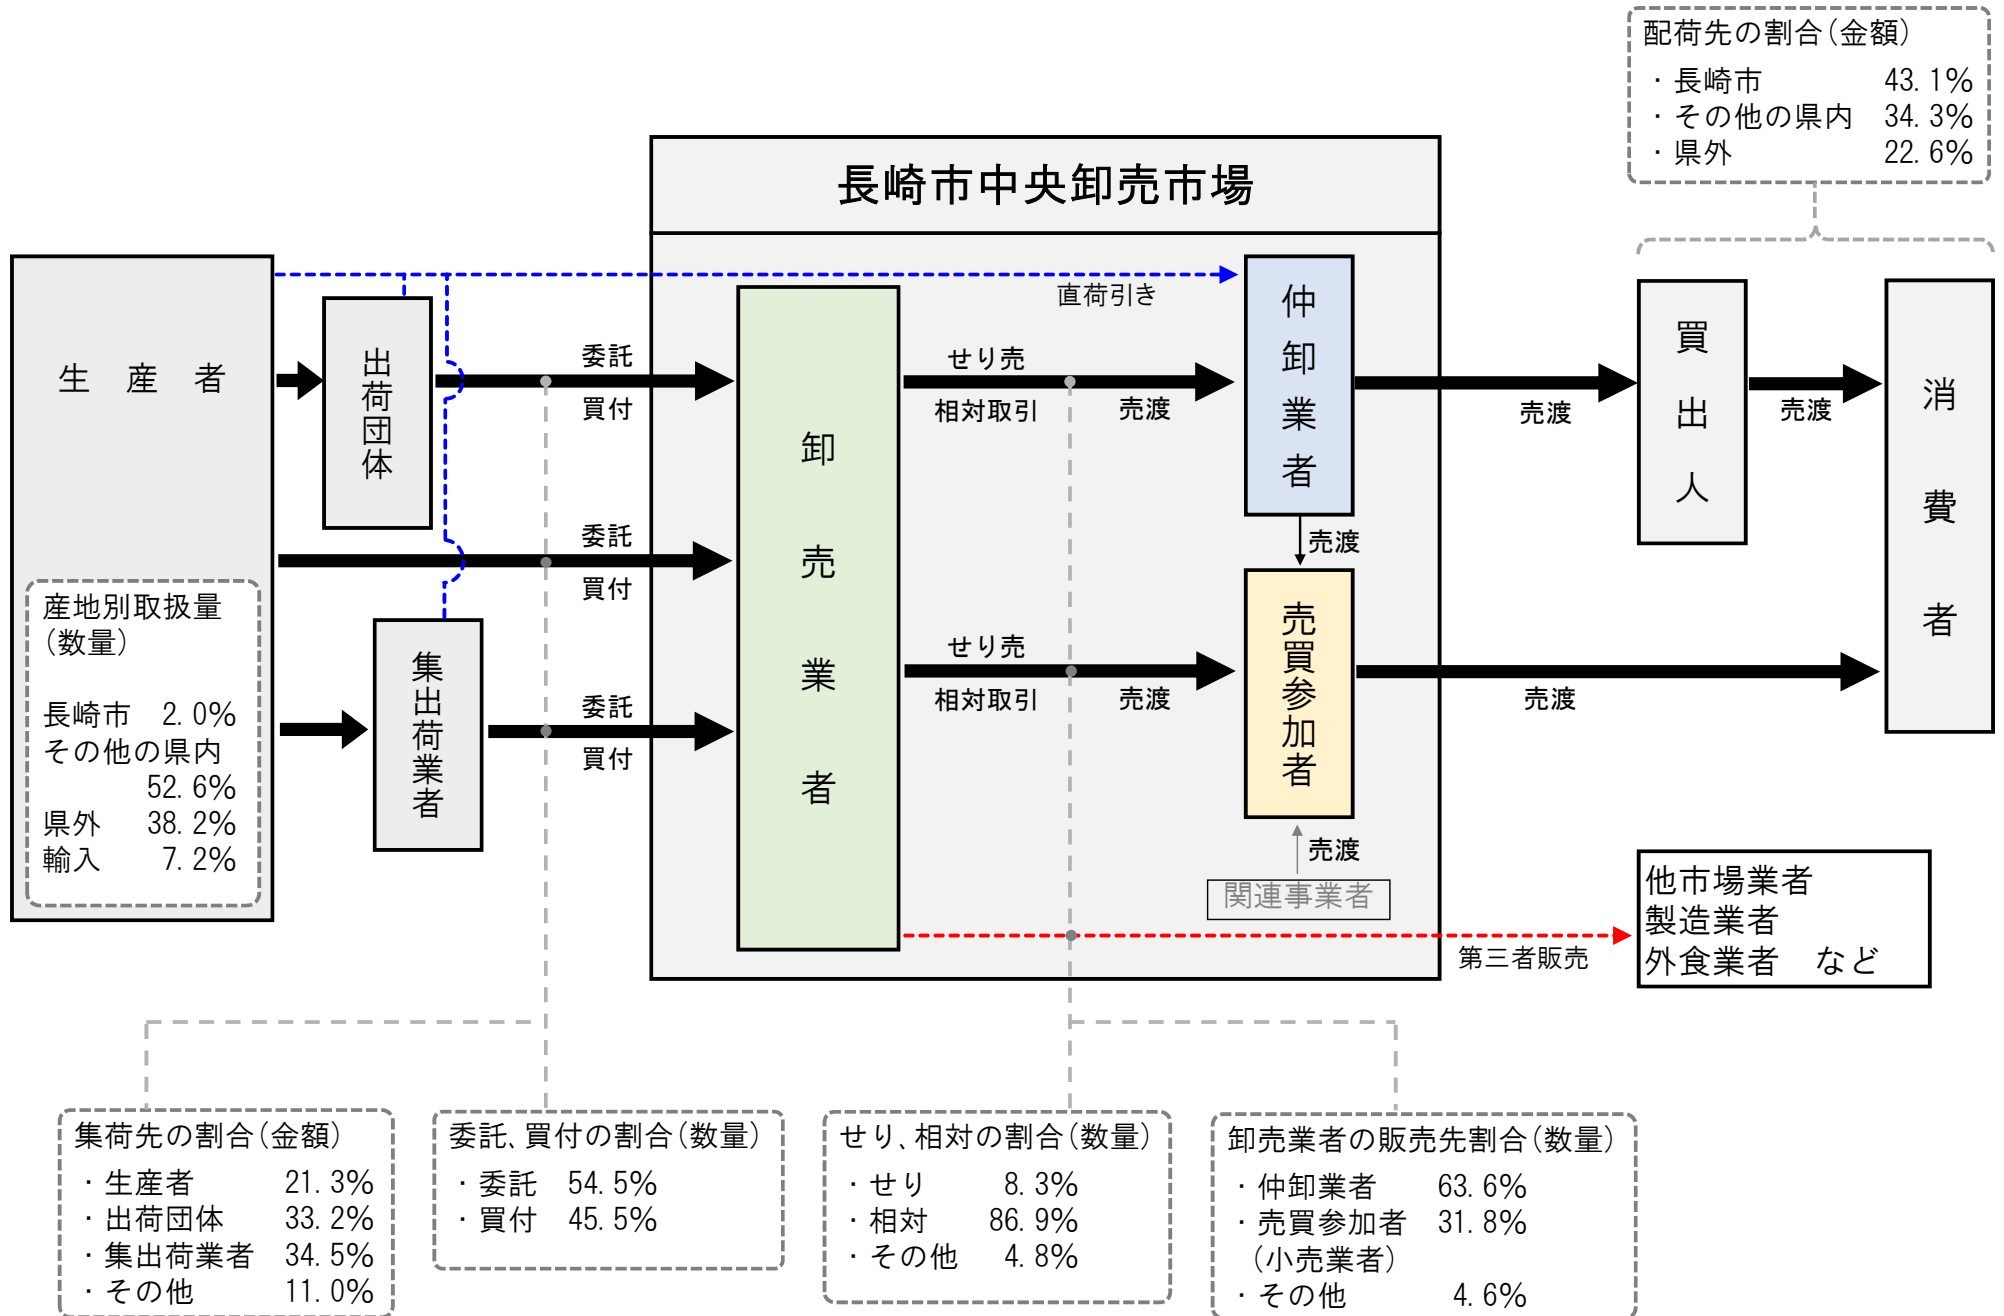 配荷先の割合(金額)
・長崎市 43.1%
・その他の県内 34.3%
・県外 22.6%
長崎市中央卸売市場
生産者
産地別取扱量
(数量)
長崎市 2.0%
その他の県内
52.6%
県外 38.2%
輸入 7.2%
出荷団体
集出荷業者
委託
買付
委託
買付
委託
買付
卸売業者
直荷引き
せり売
相対取引 売渡
せり売
相対取引 売渡
仲卸業者
売渡
売買参加者
売渡
関連事業者
売渡
買出人
売渡
消費者
売渡
第三者販売
他市場業者
製造業者
外食業者 など
集荷先の割合(金額)
・生産者 21.3%
・出荷団体 33.2%
・集出荷業者 34.5%
・その他 11.0%
委託、買付の割合(数量)
・委託 54.5%
・買付 45.5%
せり、相対の割合(数量)
・せり 8.3%
・相対 86.9%
・その他 4.8%
卸売業者の販売先割合(数量)
・仲卸業者 63.6%
・売買参加者 31.8%
(小売業者)
・その他 4.6%